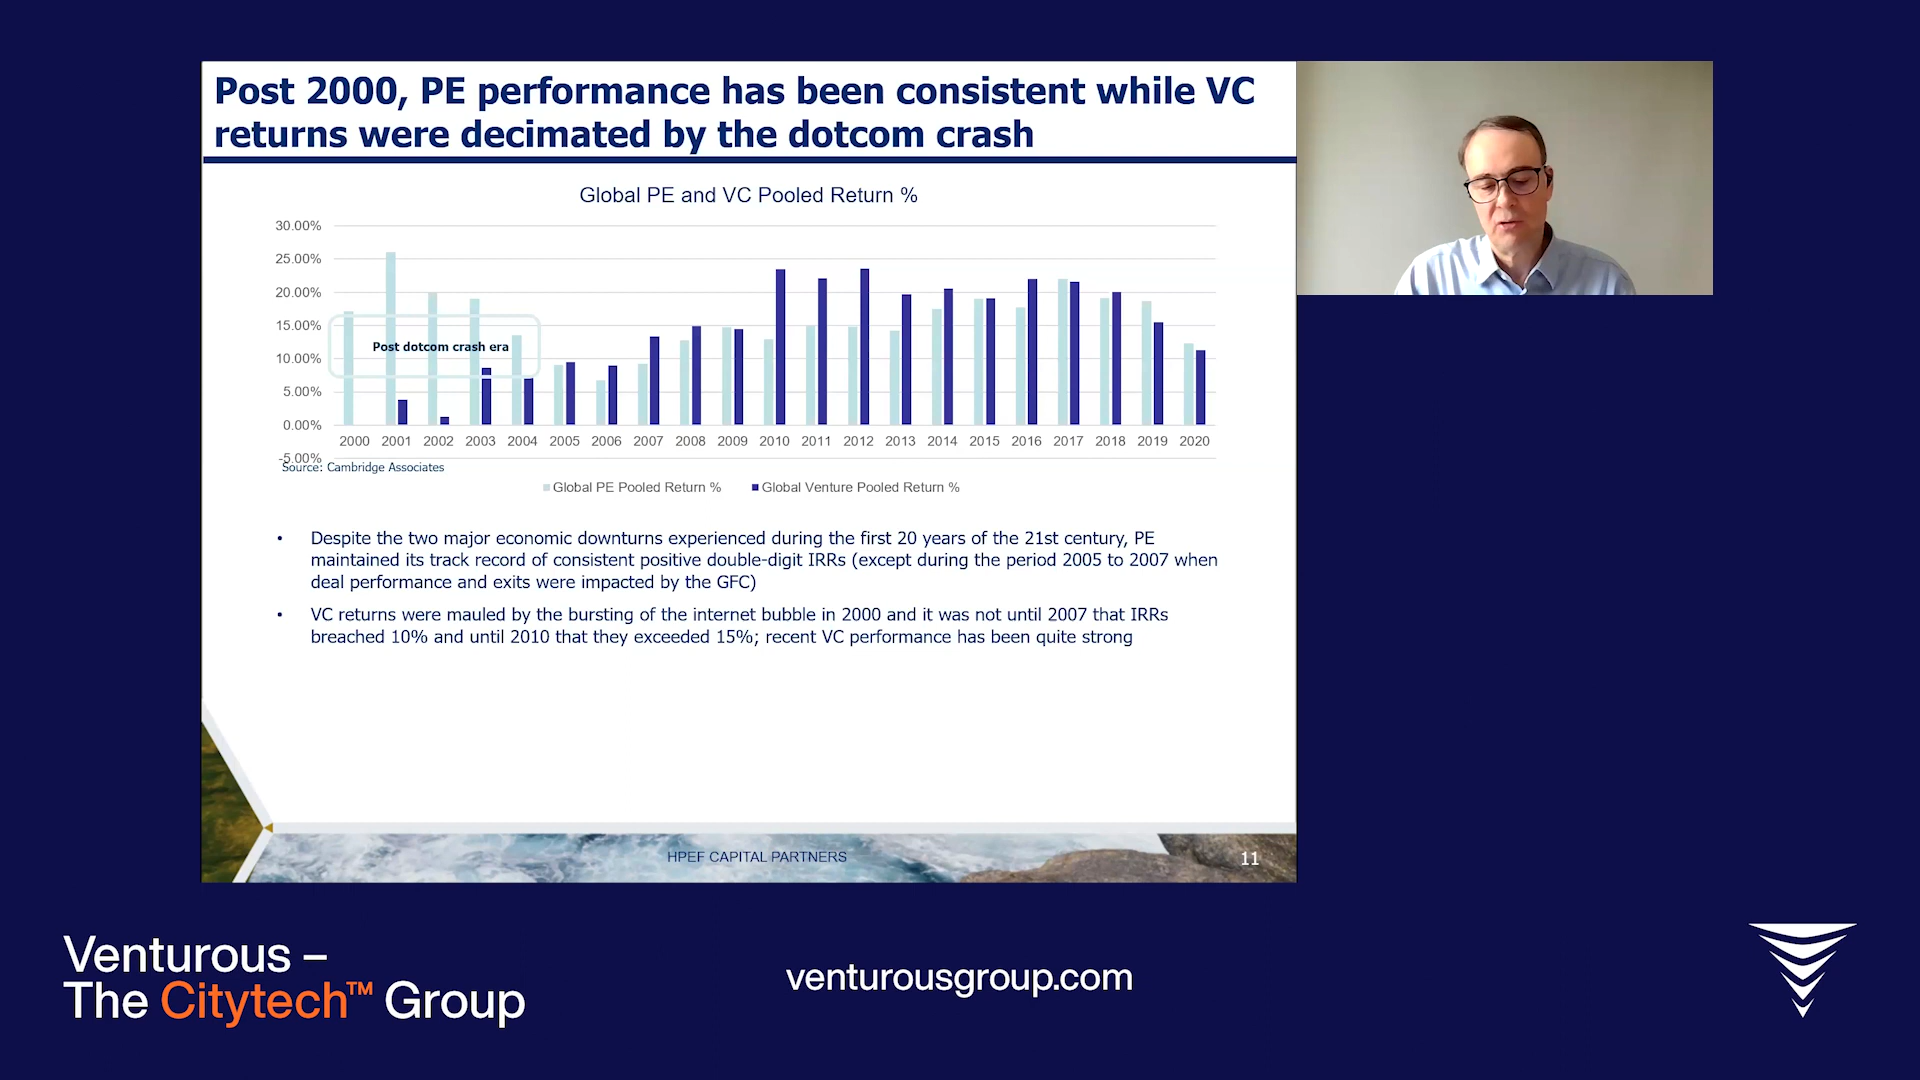 Post 2000, PE performance has been consistent while VC
returns were decimated by the dotcom crash
Global PE and VC Pooled Return %
30.00%
25.00%
20.00%
15.00%
10.00%
5.00%
0.00%
-5.00%
Post dotcom crash era
2000 2001 2002 2003 2004 2005 2006 2007 2008 2009 2010 2011 2012 2013 2014 2015 2016 2017 2018 2019 2020
Source: Cambridge Associates
Global PE Pooled Return % Global Venture Pooled Return %
• Despite the two major economic downturns experienced during the first 20 years of the 21st century, PE
maintained its track record of consistent positive double-digit IRRs (except during the period 2005 to 2007 when
deal performance and exits were impacted by the GFC)
• VC returns were mauled by the bursting of the internet bubble in 2000 and it was not until 2007 that IRRs
breached 10% and until 2010 that they exceeded 15%; recent VC performance has been quite strong
HPEF CAPITAL PARTNERS
11
Venturous –
The Citytech™ Group
venturousgroup.com